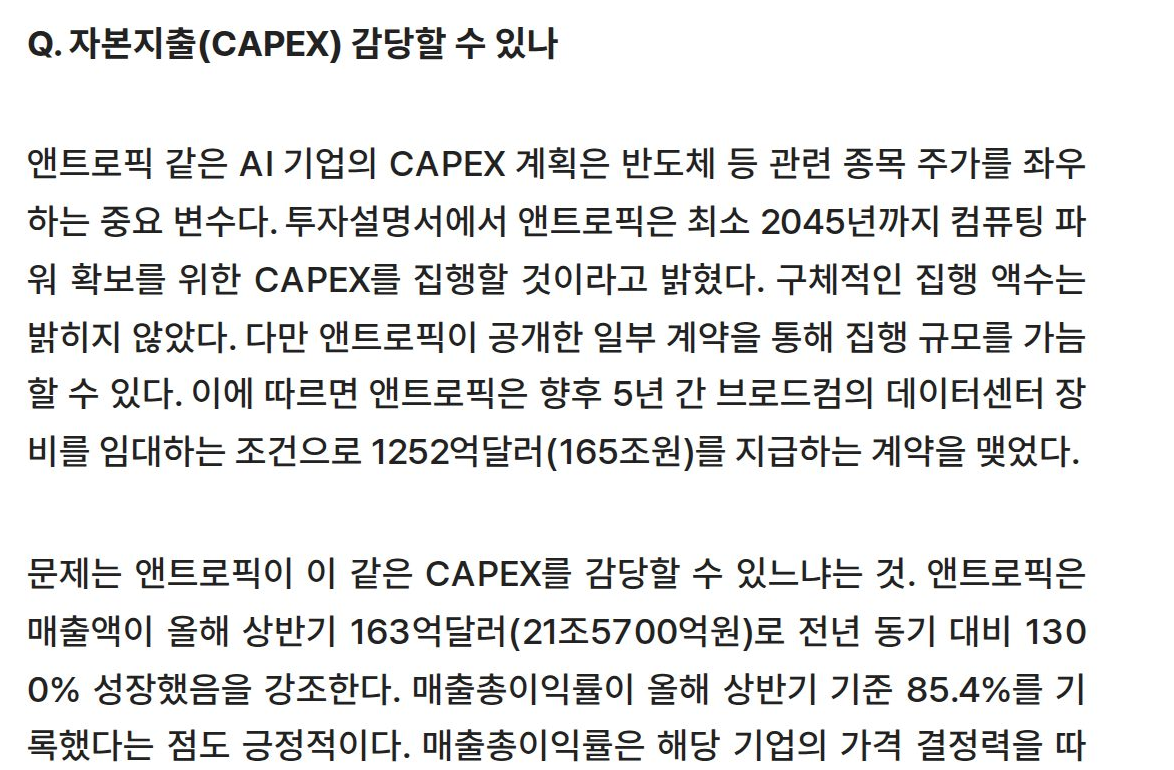 Q. 자본지출(CAPEX) 감당할 수 있나
앤트로픽 같은 AI 기업의 CAPEX 계획은 반도체 등 관련 종목 주가를 좌우
하는 중요 변수다. 투자설명서에서 앤트로픽은 최소 2045년까지 컴퓨팅 파
워 확보를 위한 CAPEX를 집행할 것이라고 밝혔다. 구체적인 집행 액수는
밝히지 않았다. 다만 앤트로픽이 공개한 일부 계약을 통해 집행 규모를 가늠
할 수 있다. 이에 따르면 앤트로픽은 향후 5년 간 브로드컴의 데이터센터 장
비를 임대하는 조건으로 1252억달러(165조원)를 지급하는 계약을 맺었다.
문제는 앤트로픽이 이 같은 CAPEX를 감당할 수 있느냐는 것. 앤트로픽은
매출액이 올해 상반기 163억달러(21조5700억원)로 전년 동기 대비 130
0% 성장했음을 강조한다. 매출총이익률이 올해 상반기 기준 85.4%를 기
록했다는 점도 긍정적이다. 매출총이익률은 해당 기업의 가격 결정력을 따